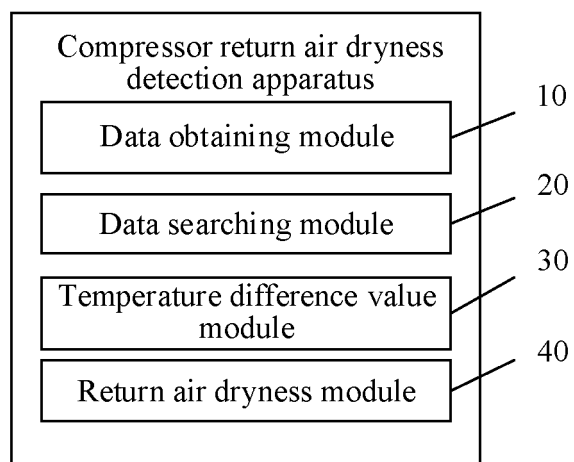 Compressor return air dryness
detection apparatus
10
Data obtaining module
20
Data searching module
30
Temperature difference value
module
40
Return air dryness module